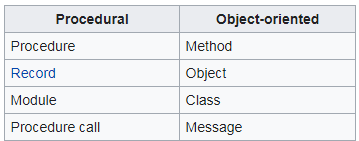 Procedural Object-oriented
Procedure Method
Record Object
Module Class
Procedure call Message